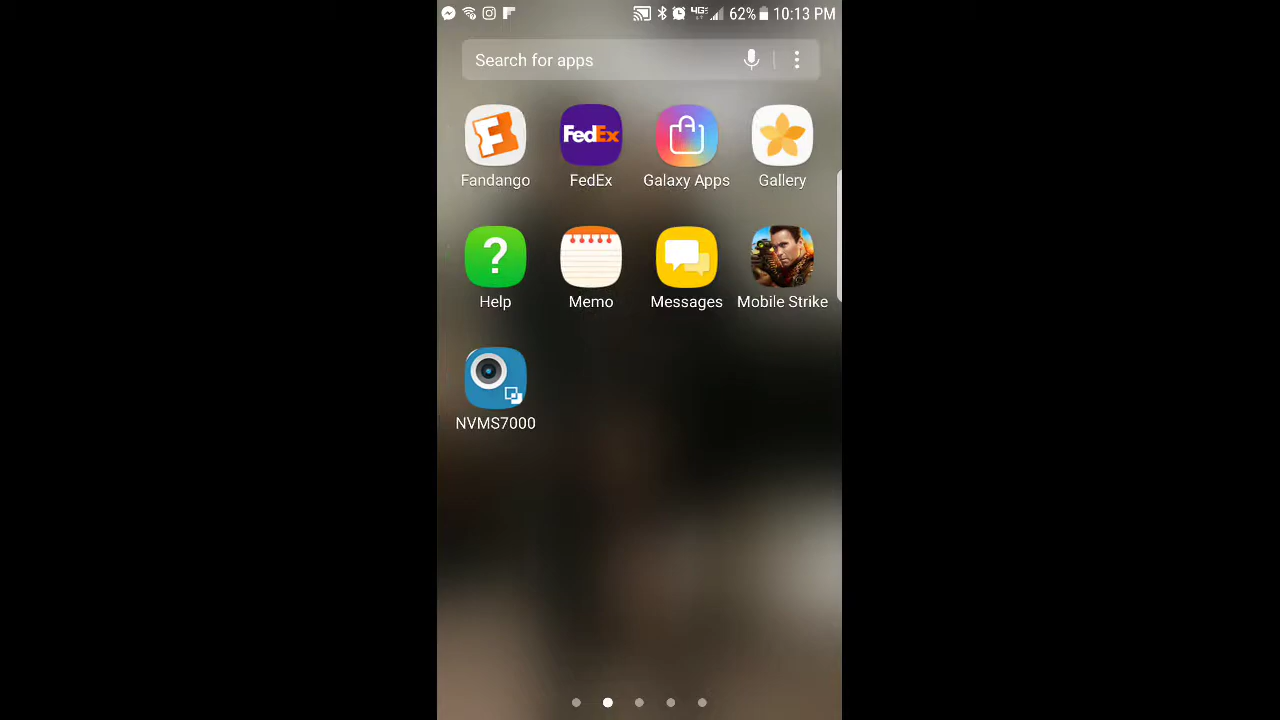 62% 10:13 PM
Search for apps
FedEx
Fandango FedEx Galaxy Apps Gallery
?
Help Memo Messages Mobile Strike
NVMS7000